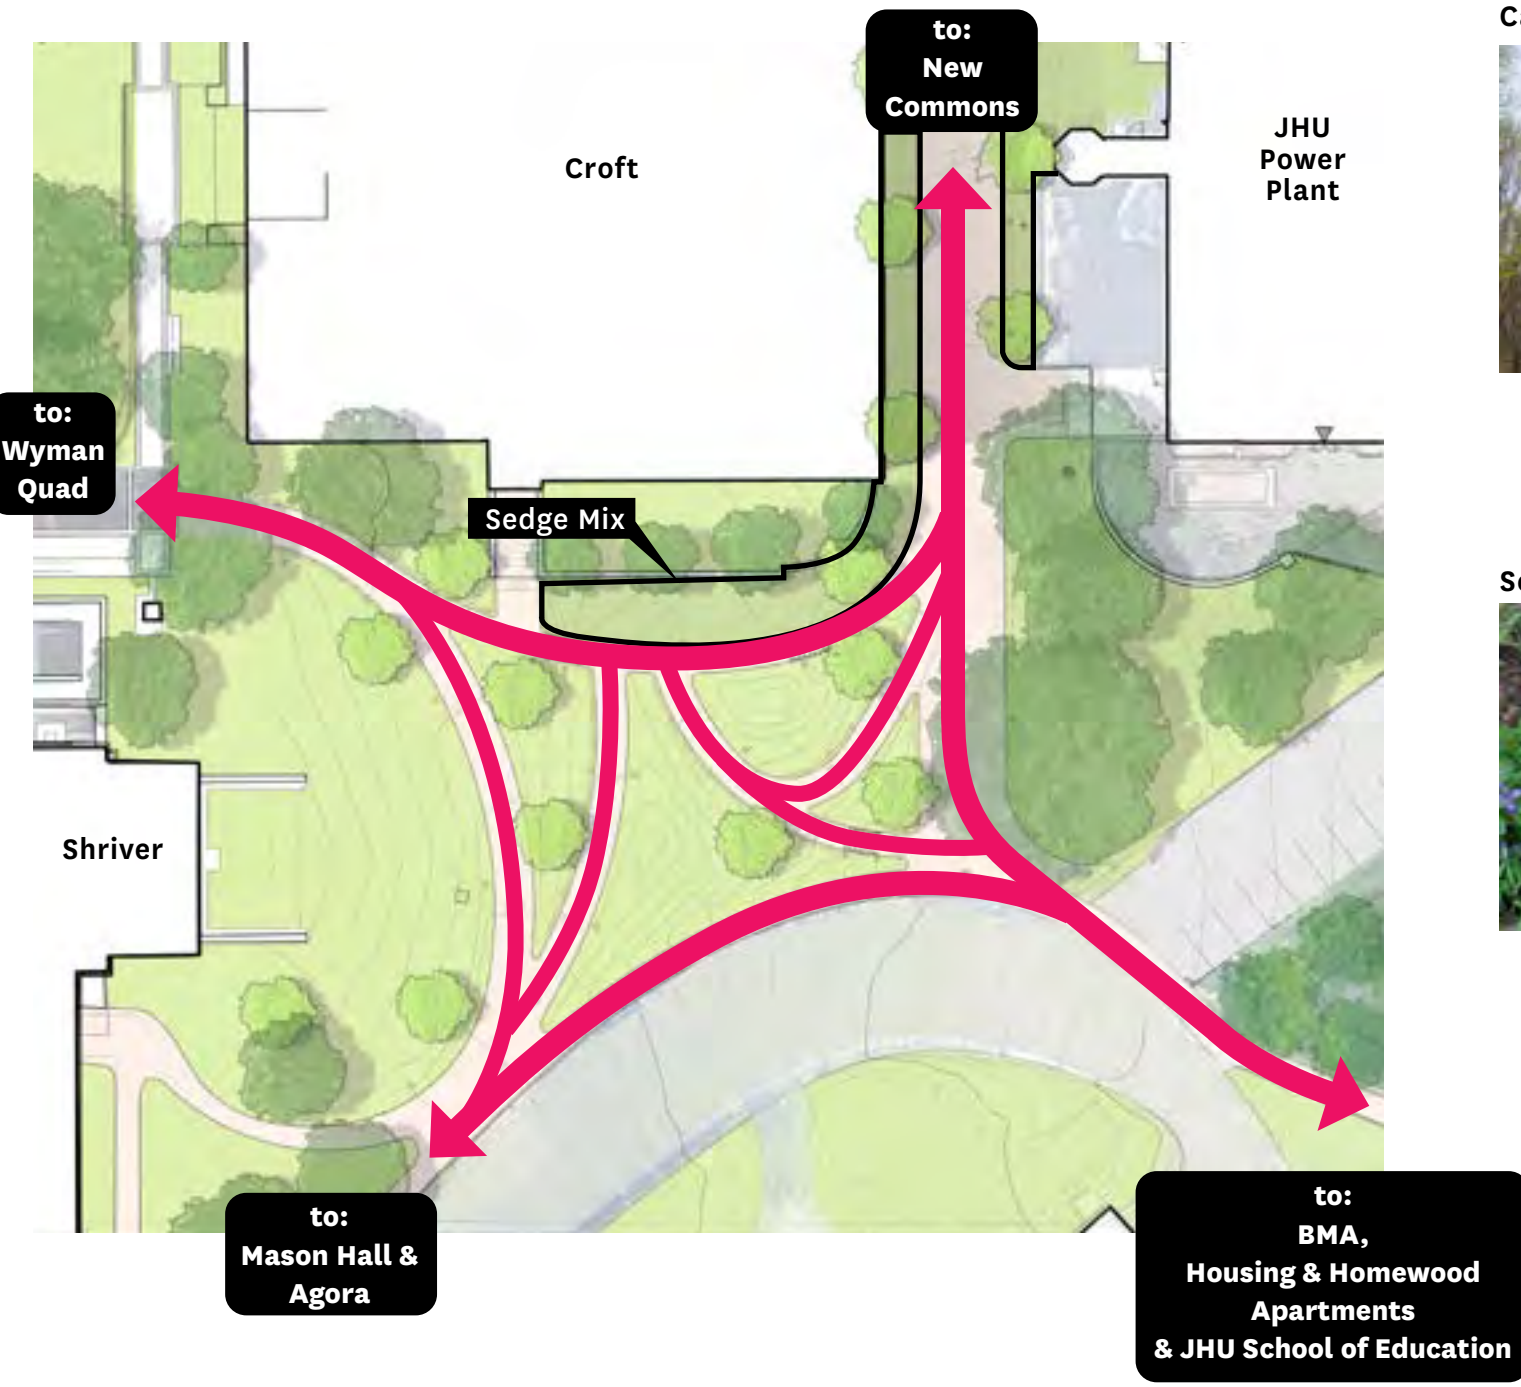 to:
New
Commons
JHU
Power
Plant
Croft
to:
Wyman
Quad
Sedge Mix
Shriver
to:
Mason Hall &
Agora
to:
BMA,
Housing & Homewood
Apartments
& JHU School of Education